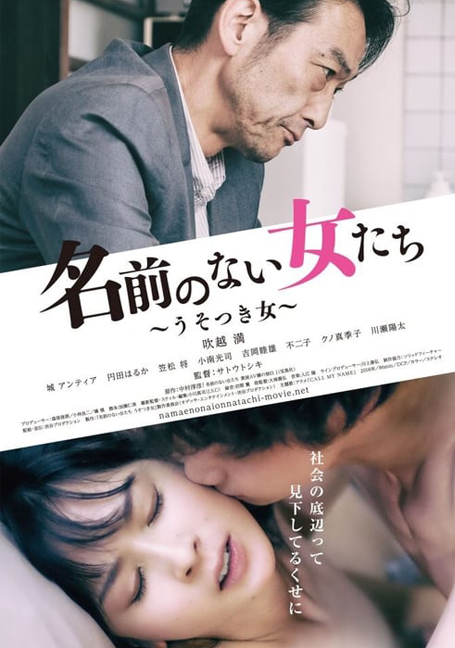 名前のない女たち
～うそつき女～
吹越 満
城 アンティア 円田はるか 笠松 将 小南光司 吉岡睦雄 不二子 クノ真季子 川瀬陽太
監督：サトウトシキ
namaenonaionnatachi-movie.net
社会の底辺って
見下してるくせに